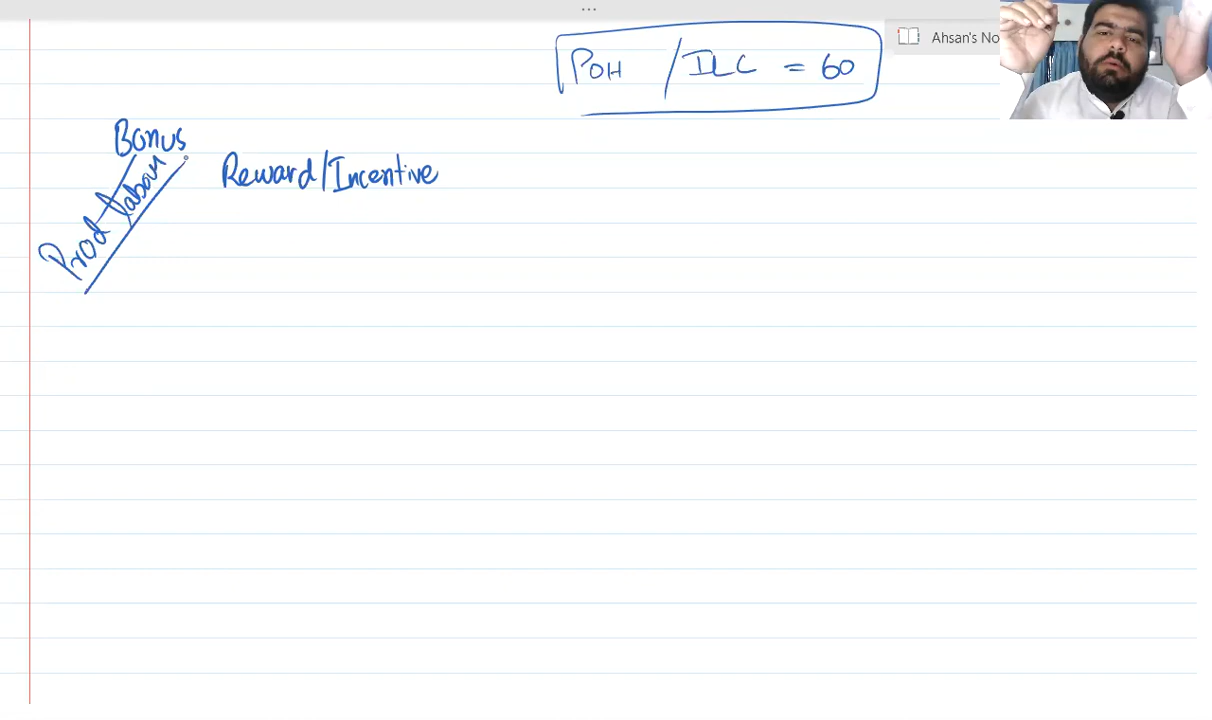 POH / ILC = 60
Ahsan's No
Bonus
Reward/Incentive
Prod labour